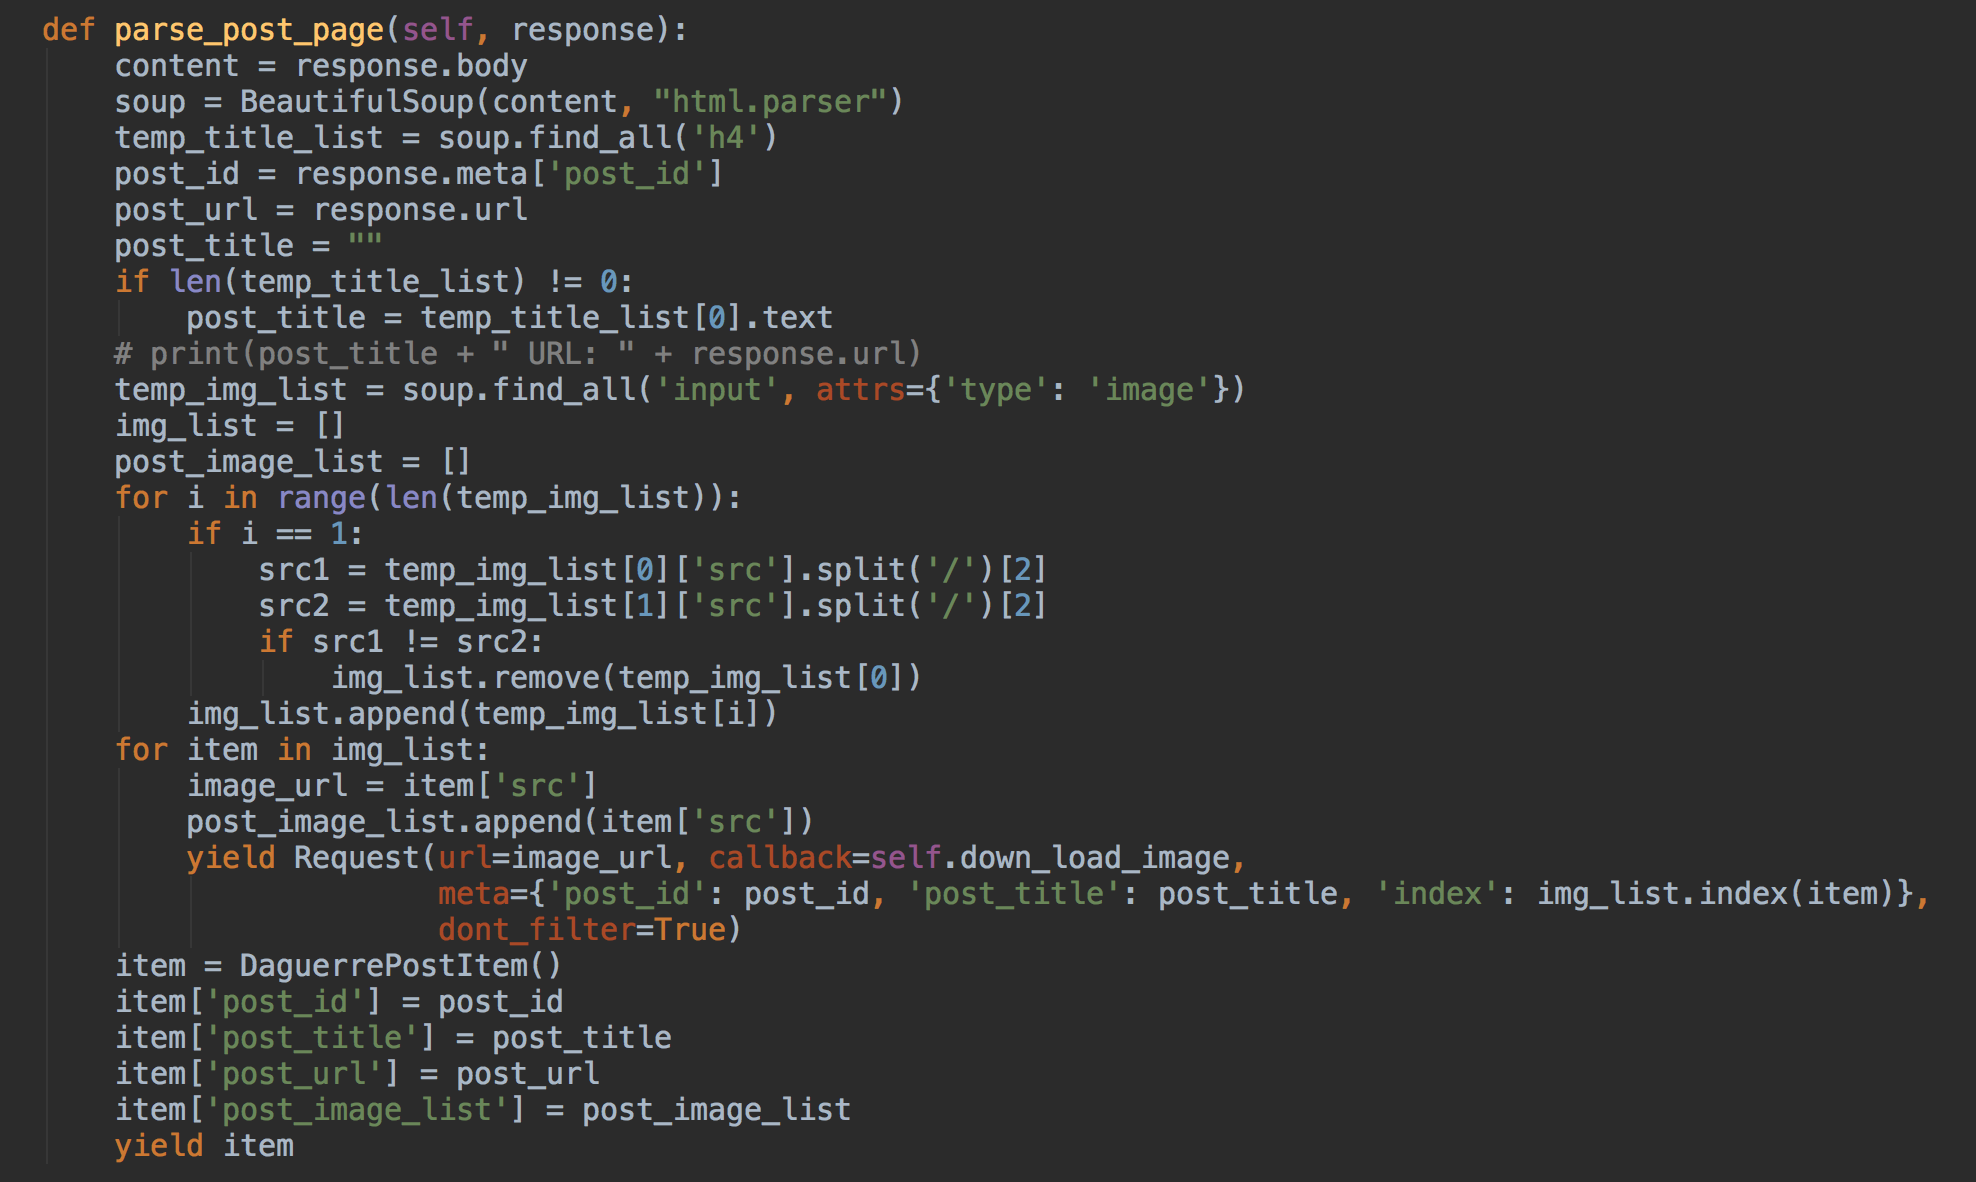 def parse_post_page(self, response):
    content = response.body
    soup = BeautifulSoup(content, "html.parser")
    temp_title_list = soup.find_all('h4')
    post_id = response.meta['post_id']
    post_url = response.url
    post_title = ""
    if len(temp_title_list) != 0:
        post_title = temp_title_list[0].text
    # print(post_title + " URL: " + response.url)
    temp_img_list = soup.find_all('input', attrs={'type': 'image'})
    img_list = []
    post_image_list = []
    for i in range(len(temp_img_list)):
        if i == 1:
            src1 = temp_img_list[0]['src'].split('/')[2]
            src2 = temp_img_list[1]['src'].split('/')[2]
            if src1 != src2:
                img_list.remove(temp_img_list[0])
        img_list.append(temp_img_list[i])
    for item in img_list:
        image_url = item['src']
        post_image_list.append(item['src'])
        yield Request(url=image_url, callback=self.down_load_image,
                      meta={'post_id': post_id, 'post_title': post_title, 'index': img_list.index(item)},
                      dont_filter=True)
    item = DaguerrePostItem()
    item['post_id'] = post_id
    item['post_title'] = post_title
    item['post_url'] = post_url
    item['post_image_list'] = post_image_list
    yield item